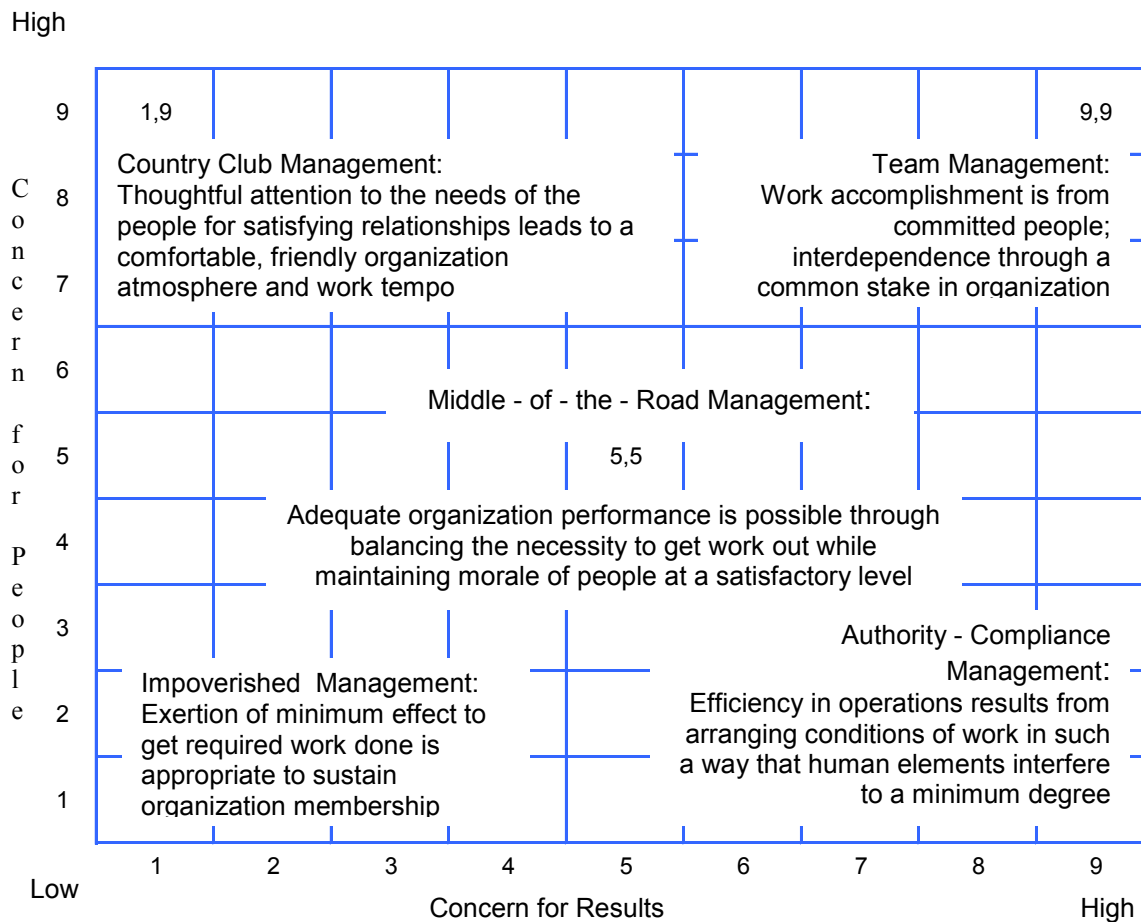 High
9
1,9
9,9
Country Club Management:
Thoughtful attention to the needs of the
people for satisfying relationships leads to a
comfortable, friendly organization
atmosphere and work tempo
Team Management:
Work accomplishment is from
committed people;
interdependence through a
common stake in organization
Concern for People
8
7
6
Middle - of - the - Road Management:
5
5,5
Adequate organization performance is possible through
balancing the necessity to get work out while
maintaining morale of people at a satisfactory level
4
3
Authority - Compliance
Management:
Efficiency in operations results from
arranging conditions of work in such
a way that human elements interfere
to a minimum degree
Impoverished Management:
Exertion of minimum effect to
get required work done is
appropriate to sustain
organization membership
2
1
1 2 3 4 5 6 7 8 9
Low
Concern for Results
High